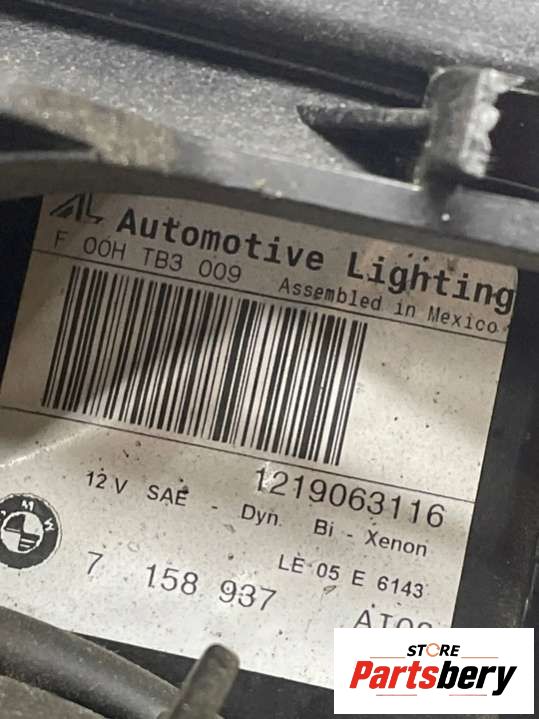 AL Automotive Lighting
F 00H TB3 009
Assembled in Mexico
1219063116
12 V SAE - Dyn. Bi - Xenon
LE 05 E 6143
BMW
7 158 937
STORE
Partsbery